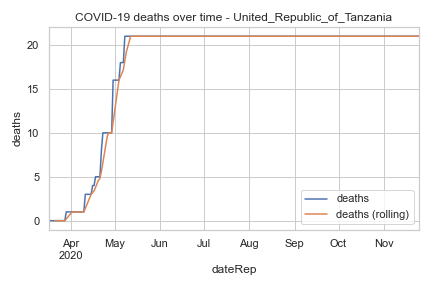 COVID-19 deaths over time - United_Republic_of_Tanzania
deaths
20
15
10
5
0
deaths
deaths (rolling)
Apr May Jun Jul Aug Sep Oct Nov
2020
dateRep